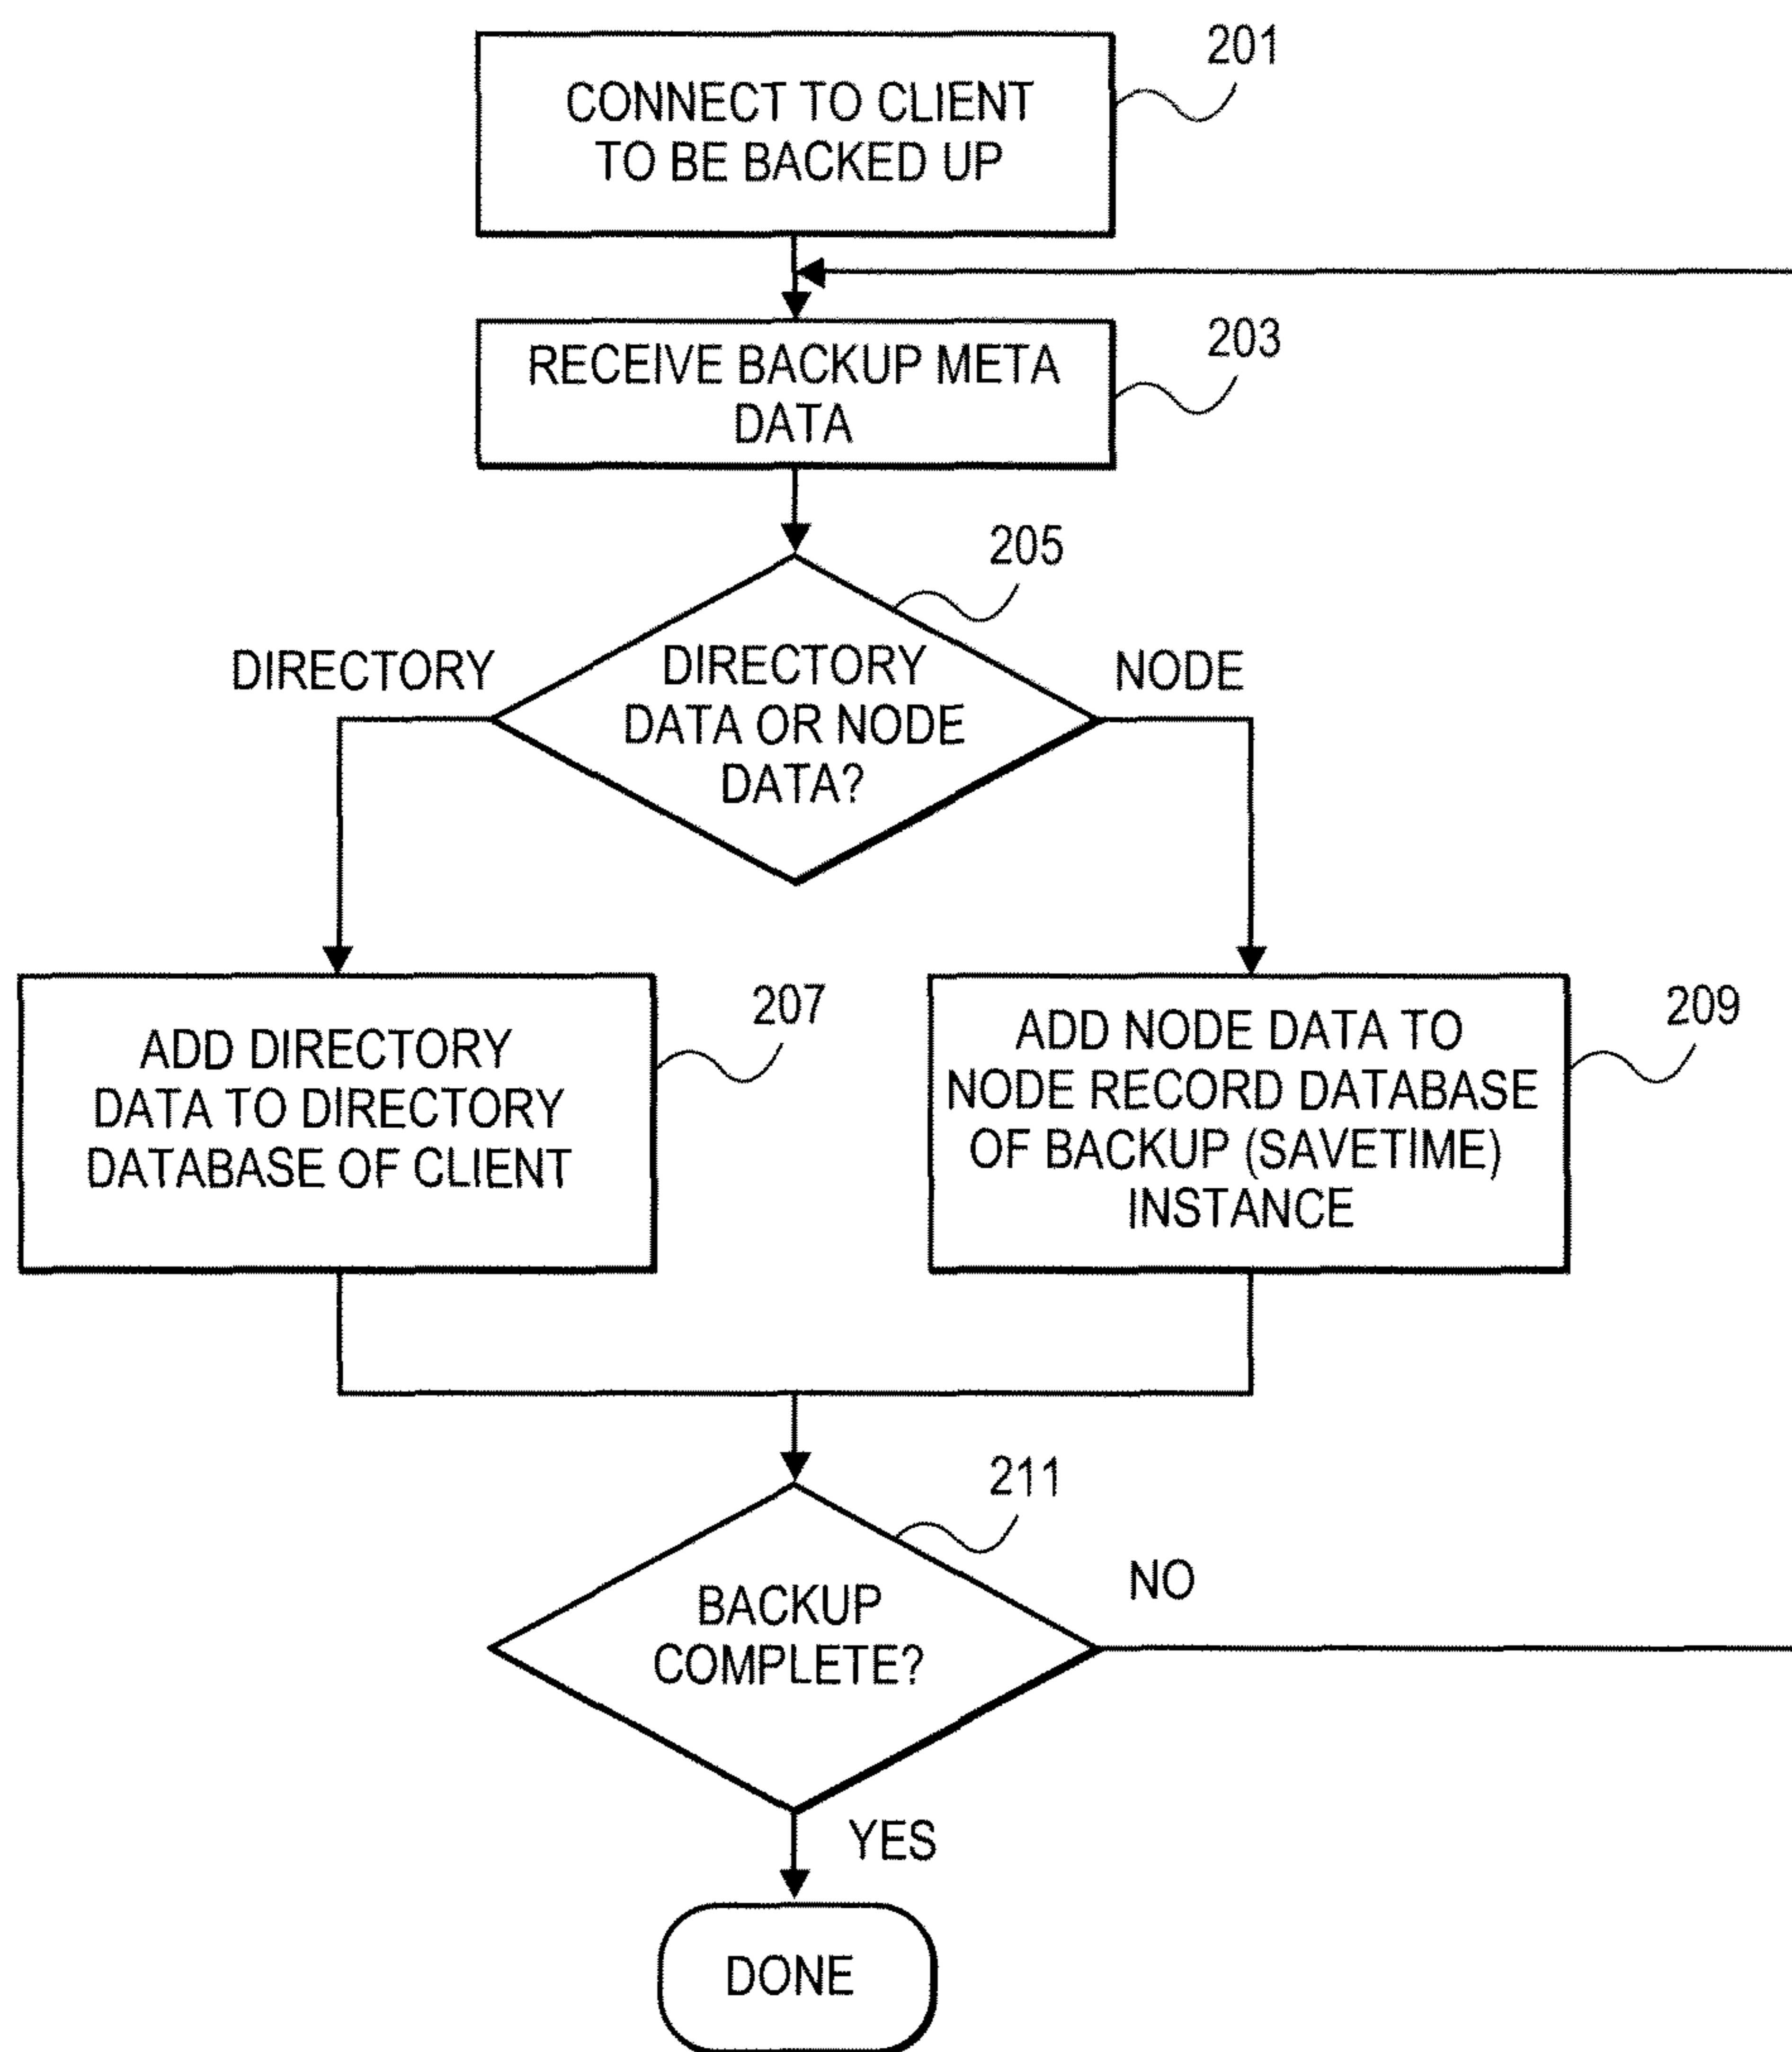 CONNECT TO CLIENT
TO BE BACKED UP
201
RECEIVE BACKUP META
DATA
203
205
DIRECTORY
DIRECTORY
DATA OR NODE
DATA?
NODE
ADD DIRECTORY
DATA TO DIRECTORY
DATABASE OF CLIENT
207
ADD NODE DATA TO
NODE RECORD DATABASE
OF BACKUP (SAVETIME)
INSTANCE
209
211
BACKUP
COMPLETE?
NO
YES
DONE